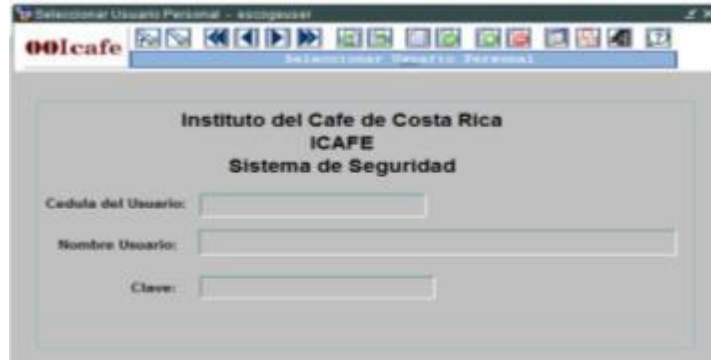 Seleccionar Usuario Personal - escogeuser
00Icafe
Seleccionar Usuario Personal
Instituto del Cafe de Costa Rica
ICAFE
Sistema de Seguridad
Cedula del Usuario:
Nombre Usuario:
Clave: